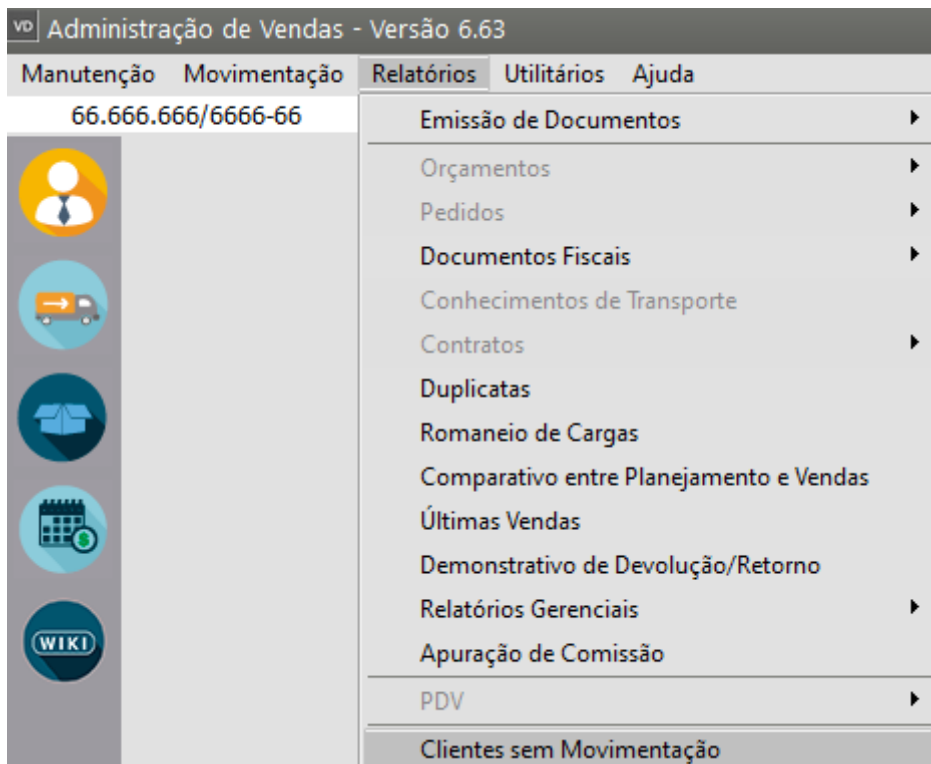 VD Administração de Vendas - Versão 6.63
Manutenção Movimentação Relatórios Utilitários Ajuda
66.666.666/6666-66
Emissão de Documentos
Orçamentos
Pedidos
Documentos Fiscais
Conhecimentos de Transporte
Contratos
Duplicatas
Romaneio de Cargas
Comparativo entre Planejamento e Vendas
Últimas Vendas
Demonstrativo de Devolução/Retorno
Relatórios Gerenciais
Apuração de Comissão
PDV
Clientes sem Movimentação
$
WIKI